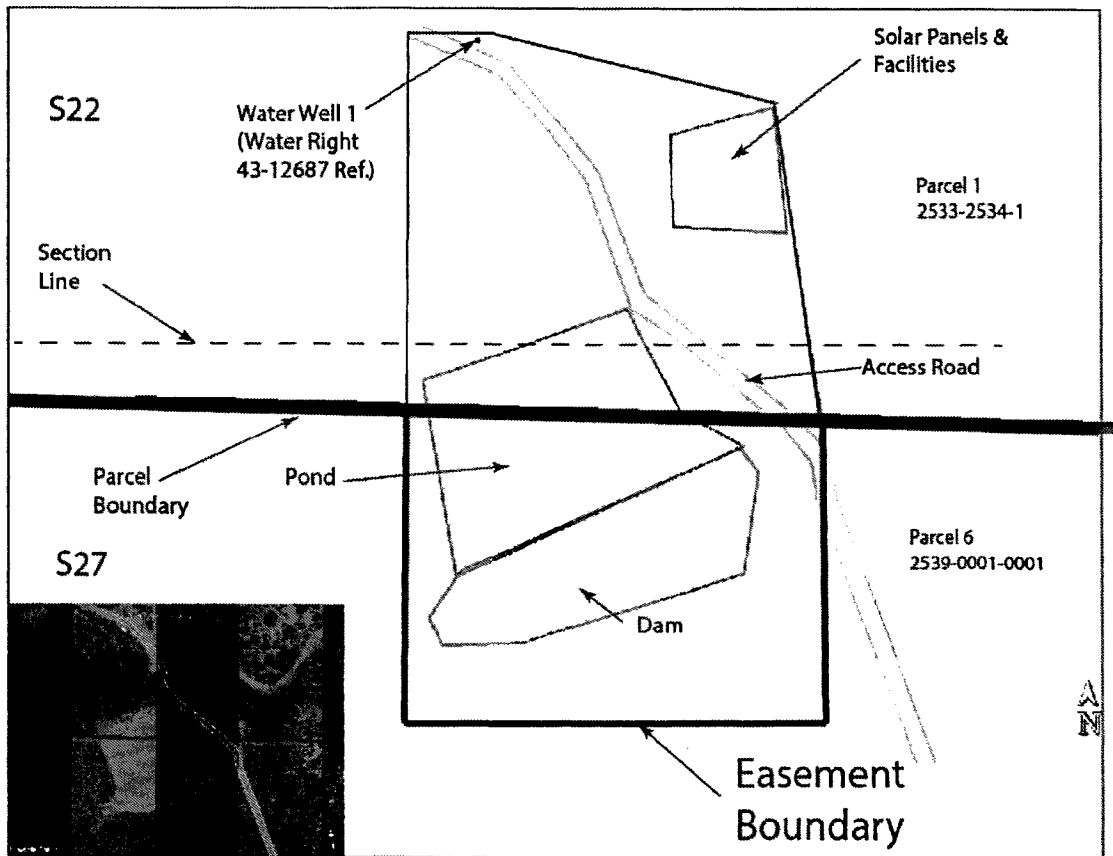 Solar Panels &
Facilities
S22
Water Well 1
(Water Right
43-12687 Ref.)
Parcel 1
2533-2534-1
Section
Line
Access Road
Parcel
Boundary
Pond
Parcel 6
2539-0001-0001
S27
Dam
N
Easement
Boundary